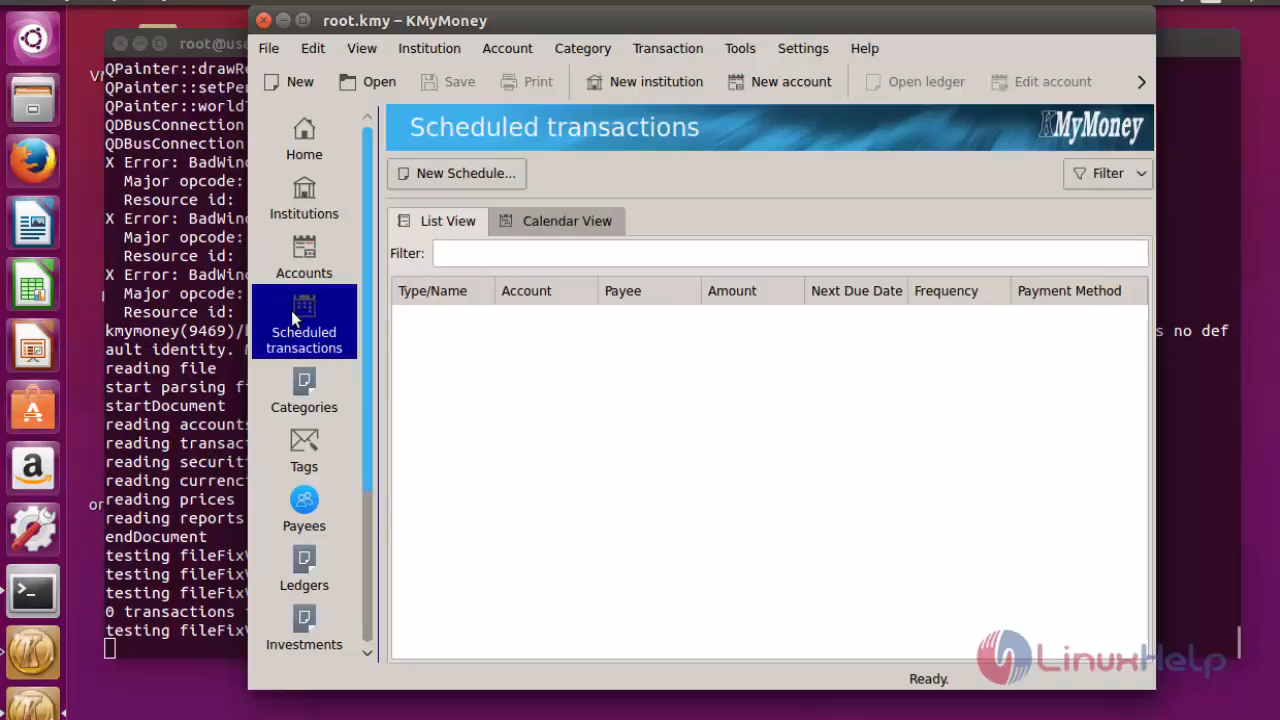 root.kmy – KMyMoney
File Edit View Institution Account Category Transaction Tools Settings Help
New Open Save Print New institution New account Open ledger Edit account
Home
Institutions
Accounts
Scheduled
transactions
Categories
Tags
Payees
Ledgers
Investments
Scheduled transactions
KMyMoney
New Schedule...
Filter
List View Calendar View
Filter:
Type/Name Account Payee Amount Next Due Date Frequency Payment Method
Ready.
QPainter::drawRe
QPainter::setPe
QPainter::world
QDBusConnection
QDBusConnection
X Error: BadWin
Major opcode:
Resource id:
X Error: BadWin
Major opcode:
Resource id:
X Error: BadWin
Major opcode:
Resource id:
kmymoney(9469)/ s no def
ault identity.
reading file
start parsing f
startDocument
reading account
reading transac
reading securit
reading currenc
reading prices
reading reports
endDocument
testing fileFix
testing fileFix
testing fileFix
0 transactions
testing fileFix
LinuxHelp